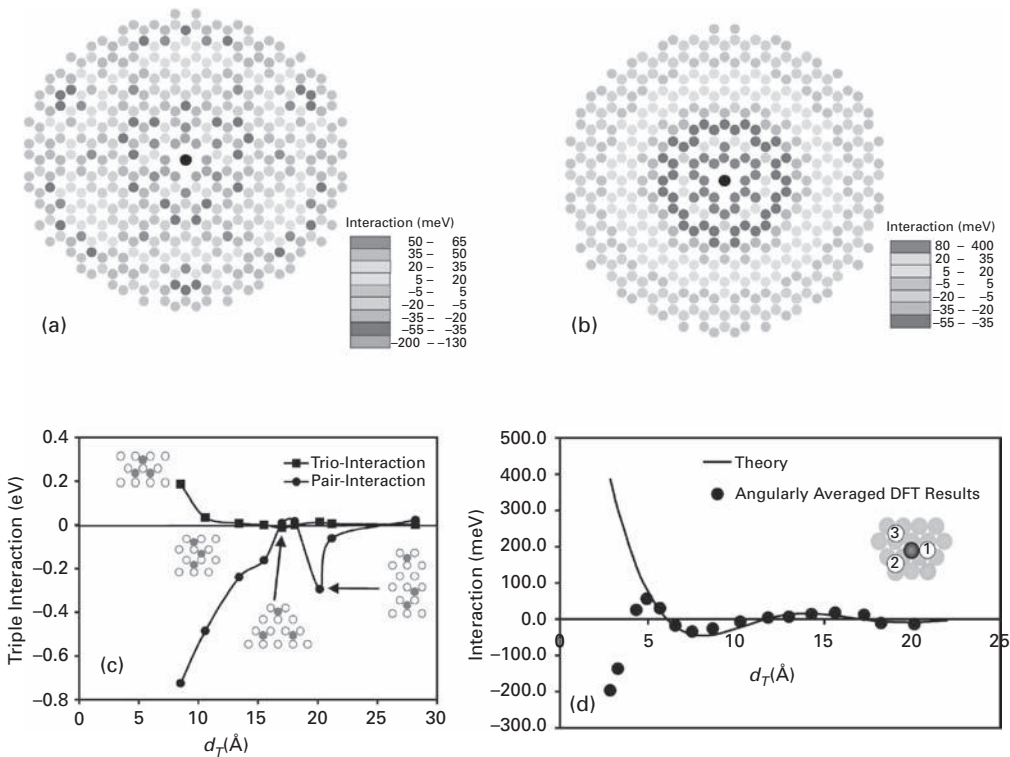 (a)
Interaction (meV)
50 – 65
35 – 50
20 – 35
5 – 20
–5 – 5
–20 – –5
–35 – –20
–55 – –35
–200 – –130
(b)
Interaction (meV)
80 – 400
20 – 35
5 – 20
–5 – 5
–20 – –5
–35 – –20
–55 – –35
Triple Interaction (eV)
0.4
0.2
0
–0.2
–0.4
–0.6
–0.8
Trio-Interaction
Pair-Interaction
(c)
0 5 10 15 20 25 30
d_T(Å)
Interaction (meV)
500.0
400.0
300.0
200.0
100.0
0.0
–100.0
–200.0
–300.0
Theory
Angularly Averaged DFT Results
3
1
2
0 5 10 15 20 25
d_T(Å)
(d)